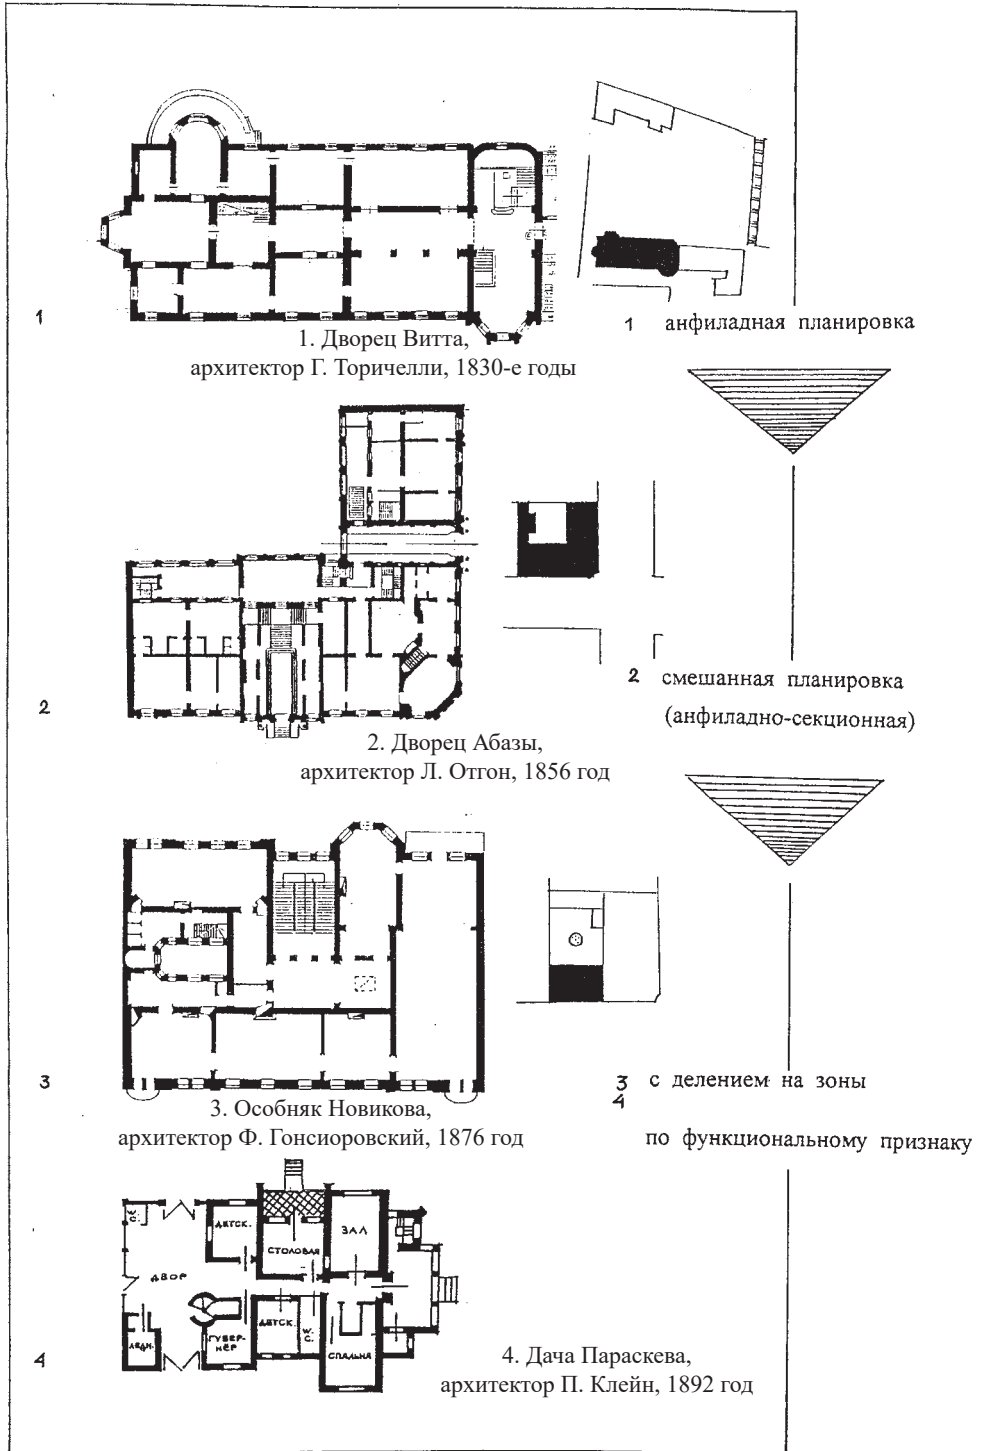 1
1. Дворец Витта,
архитектор Г. Торичелли, 1830-е годы
1 анфиладная планировка
2
2. Дворец Абазы,
архитектор Л. Отгон, 1856 год
2 смешанная планировка
(анфиладно-секционная)
3
3. Особняк Новикова,
архитектор Ф. Гонсиоровский, 1876 год
3 с делением на зоны
4
по функциональному признаку
ДЕТСК.
СТОЛОВАЯ
ЗАЛ
ДВОР
ЛЕДН.
ГУВЕР-
НЁР
ДЕТСК.
W.C.
СПАЛЬНЯ
4
4. Дача Параскева,
архитектор П. Клейн, 1892 год